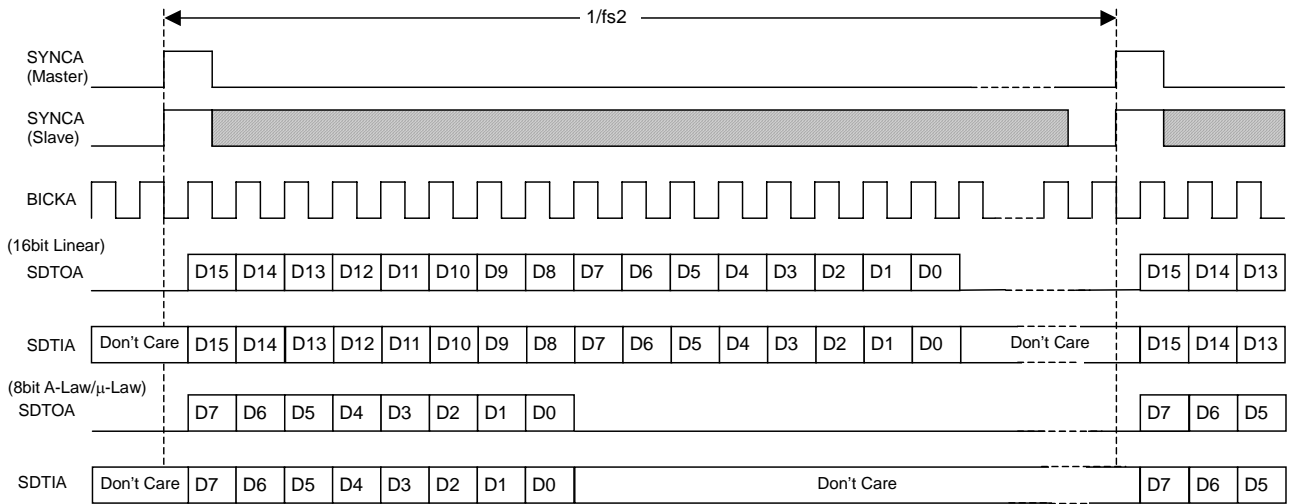 1/fs2
SYNCA
(Master)
SYNCA
(Slave)
BICKA
(16bit Linear)
SDTOA
D15 D14 D13 D12 D11 D10 D9 D8 D7 D6 D5 D4 D3 D2 D1 D0 D15 D14 D13
SDTIA
Don't Care D15 D14 D13 D12 D11 D10 D9 D8 D7 D6 D5 D4 D3 D2 D1 D0 Don't Care D15 D14 D13
(8bit A-Law/μ-Law)
SDTOA
D7 D6 D5 D4 D3 D2 D1 D0 D7 D6 D5
SDTIA
Don't Care D7 D6 D5 D4 D3 D2 D1 D0 Don't Care D7 D6 D5